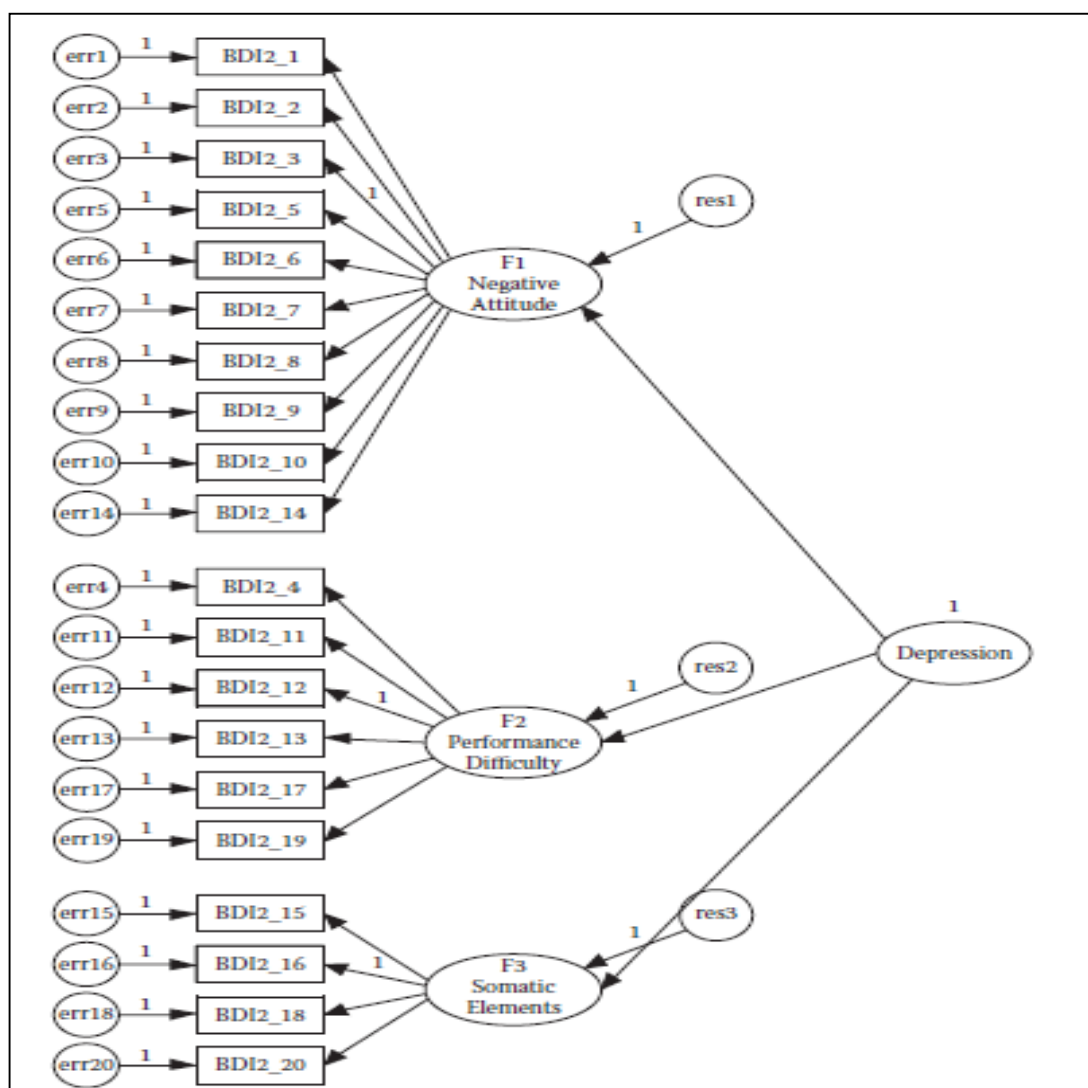 err1 1 BDI2_1
err2 1 BDI2_2
err3 1 BDI2_3
1
err5 1 BDI2_5
res1
1
err6 1 BDI2_6
F1
Negative
Attitude
err7 1 BDI2_7
err8 1 BDI2_8
err9 1 BDI2_9
err10 1 BDI2_10
err14 1 BDI2_14
err4 1 BDI2_4
1
err11 1 BDI2_11
Depression
res2
err12 1 BDI2_12
1
1
F2
Performance
Difficulty
err13 1 BDI2_13
err17 1 BDI2_17
err19 1 BDI2_19
err15 1 BDI2_15
res3
1
err16 1 BDI2_16
1
F3
Somatic
Elements
err18 1 BDI2_18
err20 1 BDI2_20